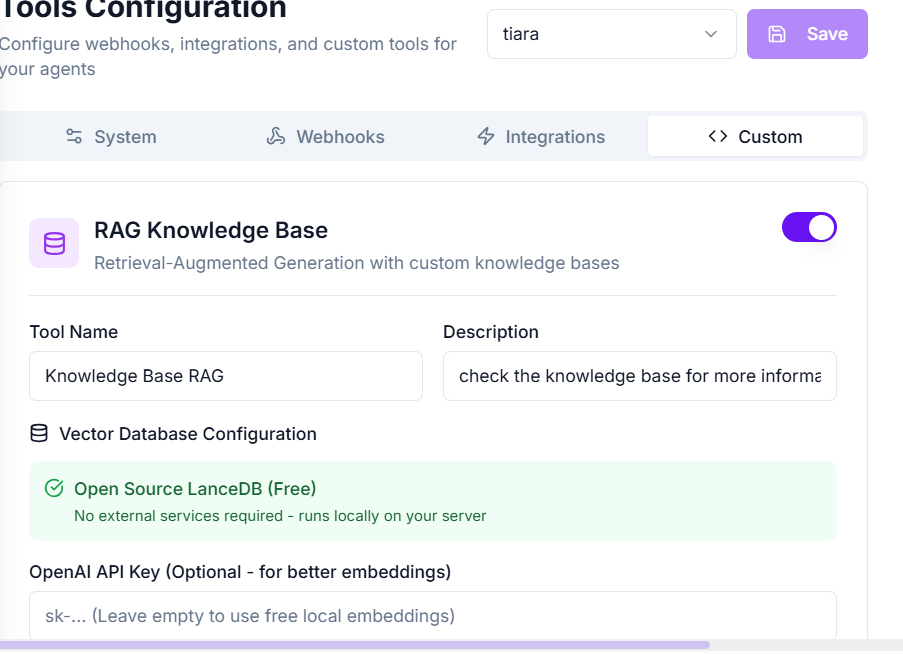 Tools Configuration
Configure webhooks, integrations, and custom tools for
your agents
tiara
Save
System
Webhooks
Integrations
Custom
RAG Knowledge Base
Retrieval-Augmented Generation with custom knowledge bases
Tool Name
Description
Knowledge Base RAG
check the knowledge base for more informa
Vector Database Configuration
Open Source LanceDB (Free)
No external services required - runs locally on your server
OpenAI API Key (Optional - for better embeddings)
sk-... (Leave empty to use free local embeddings)